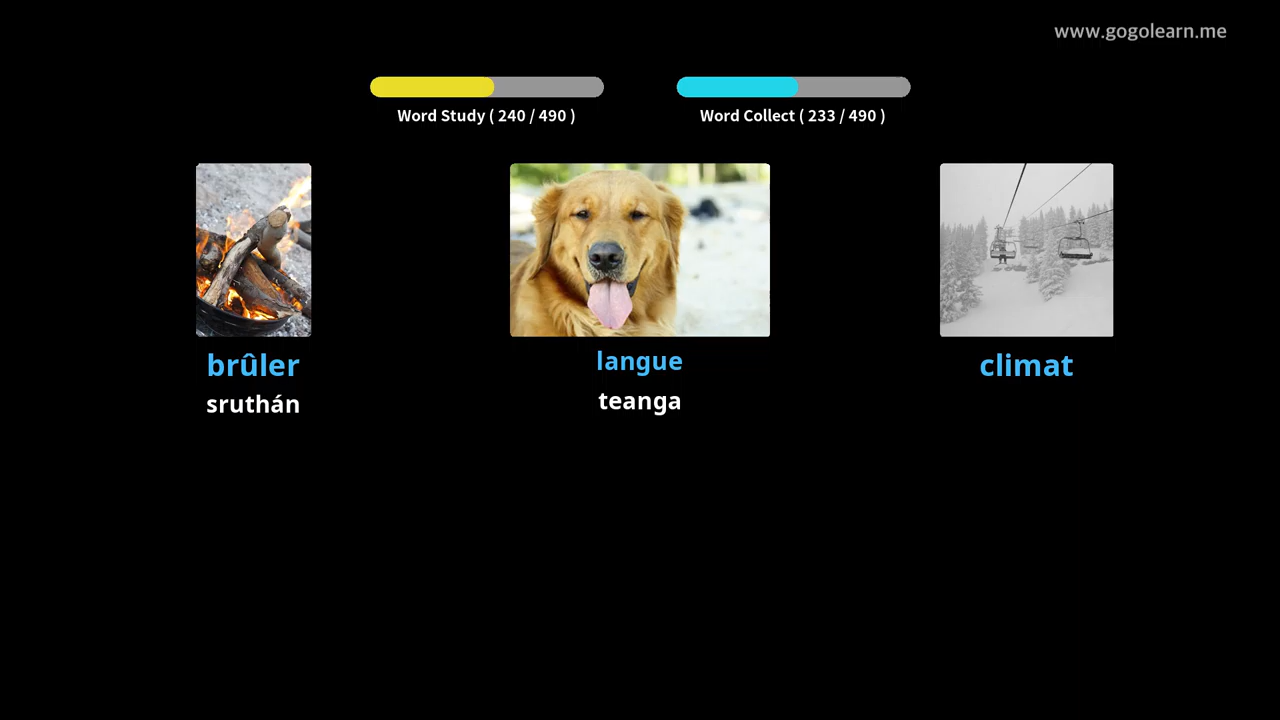 www.gogolearn.me
Word Study ( 240 / 490 )
Word Collect ( 233 / 490 )
brûler
sruthán
langue
teanga
climat